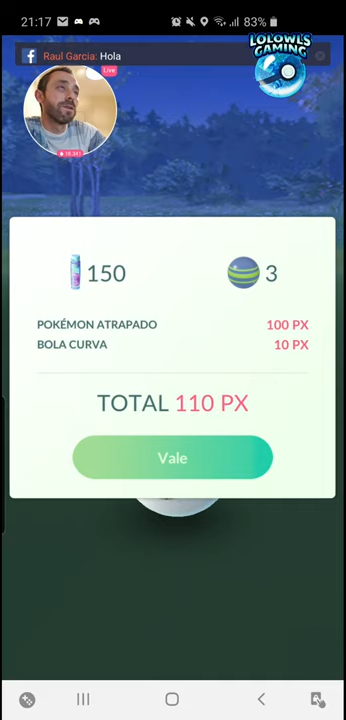 21:17 83%
LOLOWLS
GAMING
Raul Garcia: Hola
Live
150 3
POKÉMON ATRAPADO 100 PX
BOLA CURVA 10 PX
TOTAL 110 PX
Vale